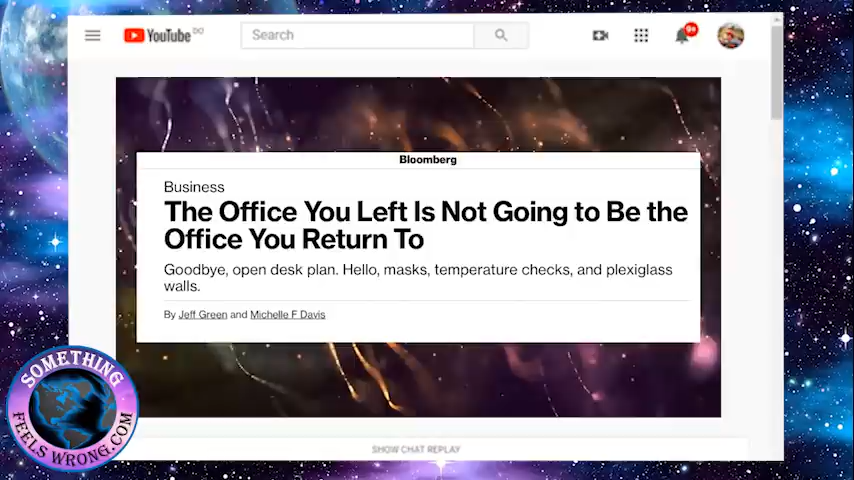 YouTube DO
Search
9+
Bloomberg
Business
The Office You Left Is Not Going to Be the
Office You Return To
Goodbye, open desk plan. Hello, masks, temperature checks, and plexiglass
walls.
By Jeff Green and Michelle F Davis
SOMETHING
FEELS WRONG.COM
SHOW CHAT REPLAY